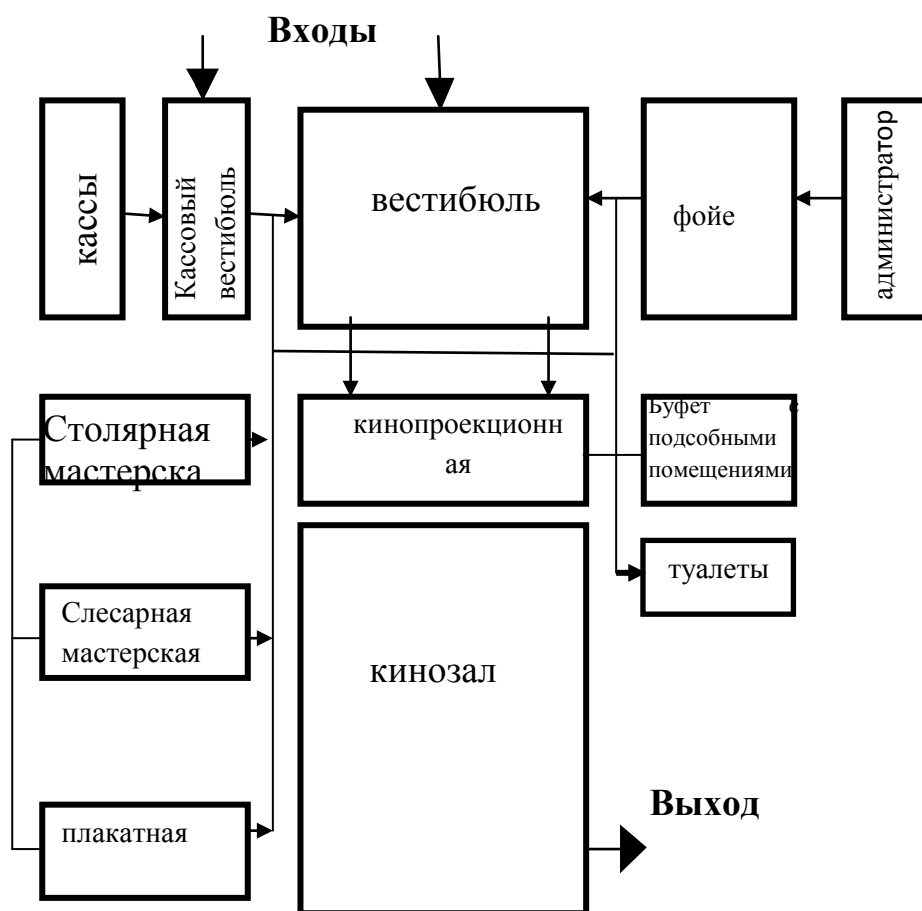 Входы
кассы
Кассовый
вестибюль
вестибюль
фойе
администратор
Столярная
мастерска
кинопроекционн
ая
Буфет с
подсобными
помещениями
туалеты
Слесарная
мастерская
кинозал
Выход
плакатная